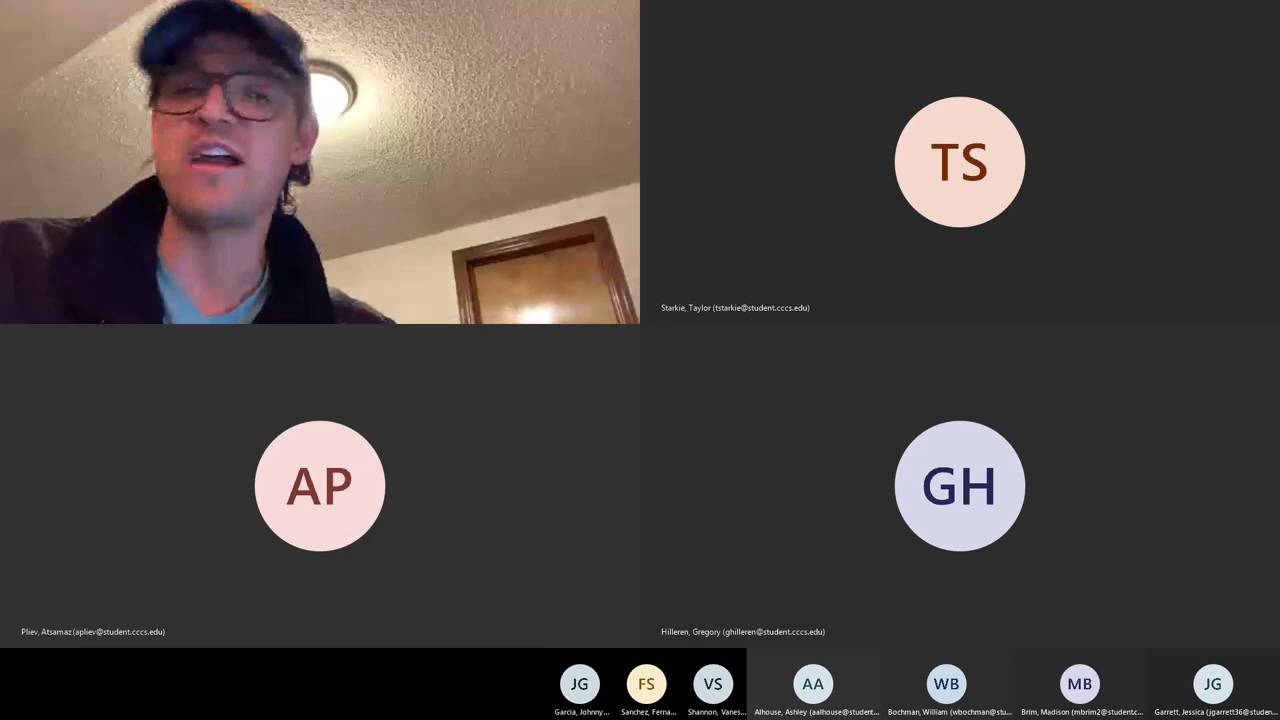 TS
Starkie, Taylor (tstarkie@student.cccs.edu)
AP
GH
Pliev, Atsamaz (apliev@student.cccs.edu)
Hilleren, Gregory (ghilleren@student.cccs.edu)
JG
FS
VS
AA
WB
MB
JG
Garcia, Johnny...
Sanchez, Ferna...
Shannon, Vanes...
Alhouse, Ashley (aalhouse@student...
Bochman, William (wbochman@stu...
Brim, Madison (mbrim2@student.c...
Garrett, Jessica (jgarrett36@studen...